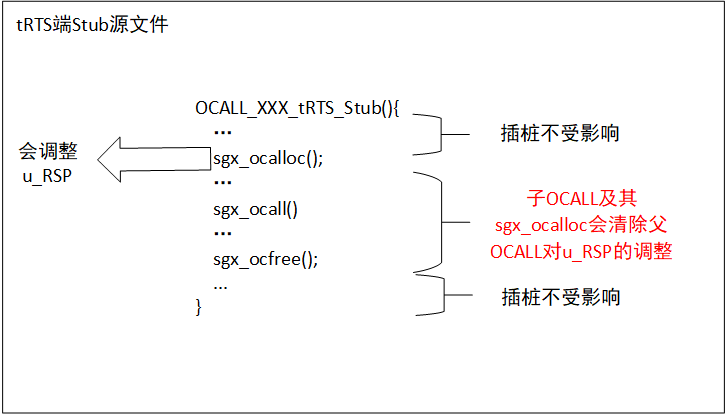 tRTS端Stub源文件
OCALL_XXX_tRTS_Stub(){
...
插桩不受影响
会调整
u_RSP
sgx_ocalloc();
...
子OCALL及其
sgx_ocalloc会清除父
OCALL对u_RSP的调整
sgx_ocall()
...
sgx_ocfree();
...
插桩不受影响
}